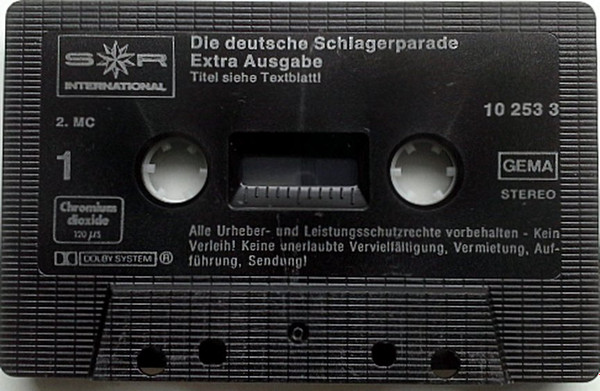 S R
INTERNATIONAL
Die deutsche Schlagerparade
Extra Ausgabe
Titel siehe Textblatt!
10 253 3
2. MC
1
GEMA
STEREO
Chromium
dioxide
120 µs
DOLBY SYSTEM ®
Alle Urheber- und Leistungsschutzrechte vorbehalten - Kein
Verleih! Keine unerlaubte Vervielfältigung, Vermietung, Auf-
führung, Sendung!